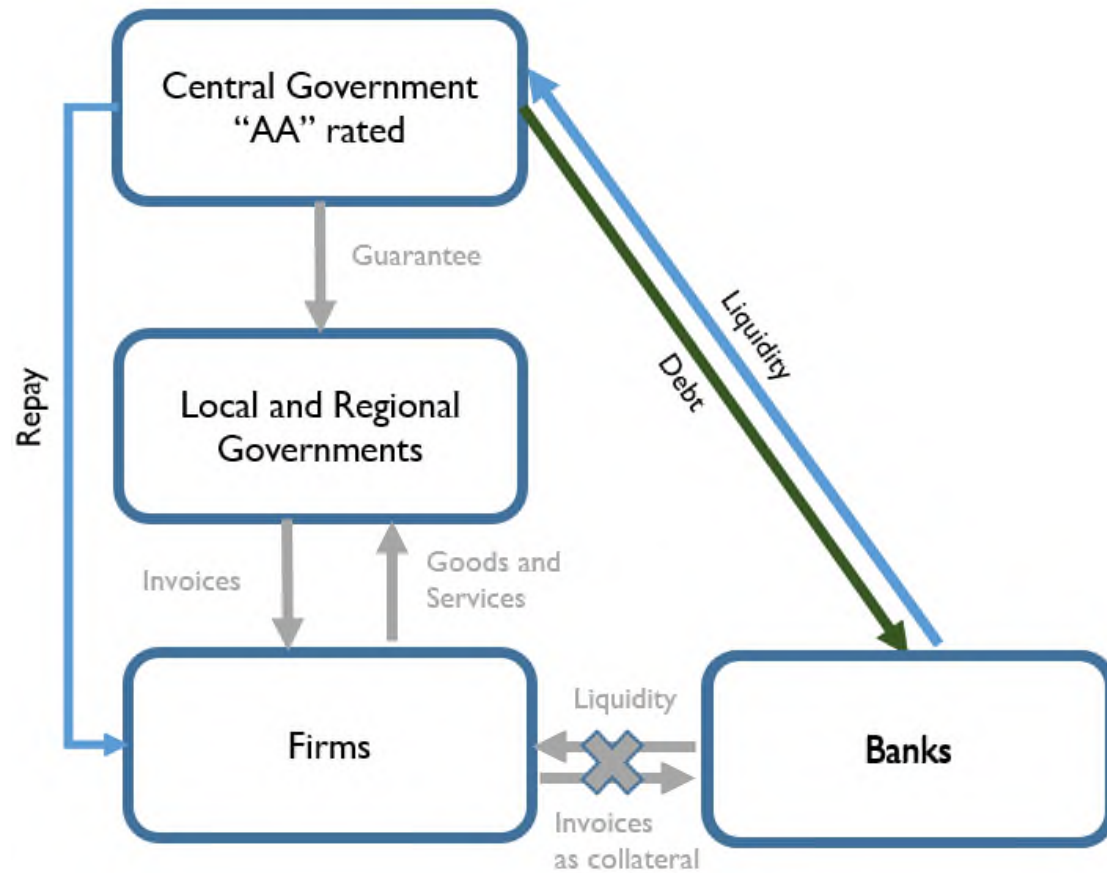 Central Government
“AA” rated
Guarantee
Liquidity
Debt
Repay
Local and Regional
Governments
Invoices
Goods and
Services
Liquidity
Firms
Banks
Invoices
as collateral